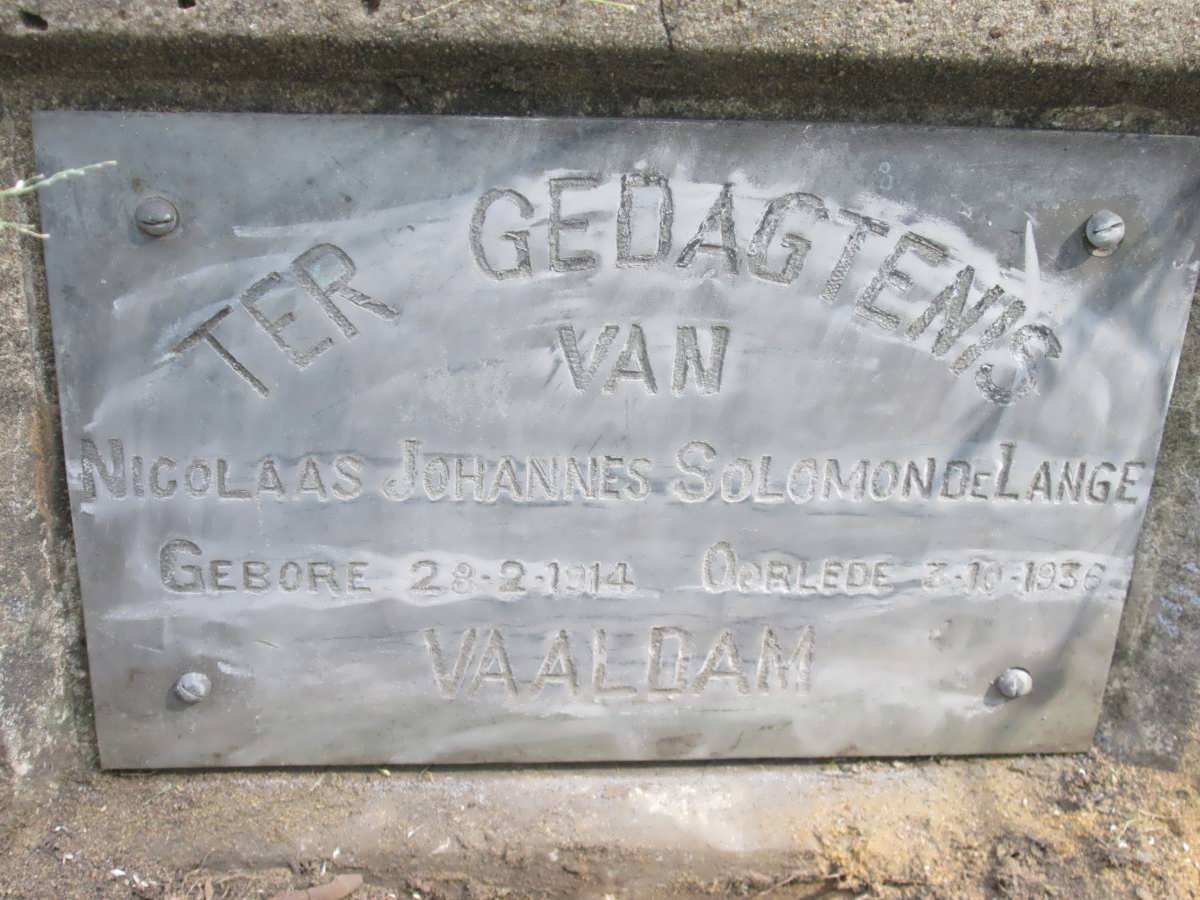 TER GEDAGTENIS
VAN
NICOLAAS JOHANNES SOLOMON DE LANGE
GEBORE 28-2-1914 OORLEDE 3-10-1936
VAALDAM